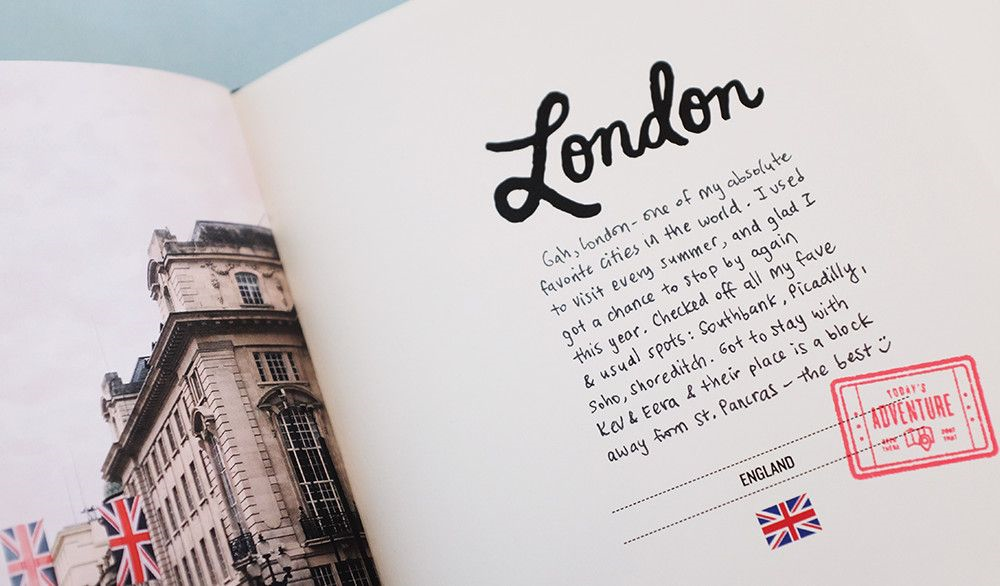 London
Gah, London - one of my absolute
favorite cities in the world. I used
to visit every summer, and glad I
got a chance to stop by again
this year. Checked off all my fave
& usual spots: Southbank, Picadilly,
Soho, Shoreditch. Got to stay with
Kev & Eera & their place is a block
away from St. Pancras - the best
TODAY'S
ADVENTURE
ENGLAND